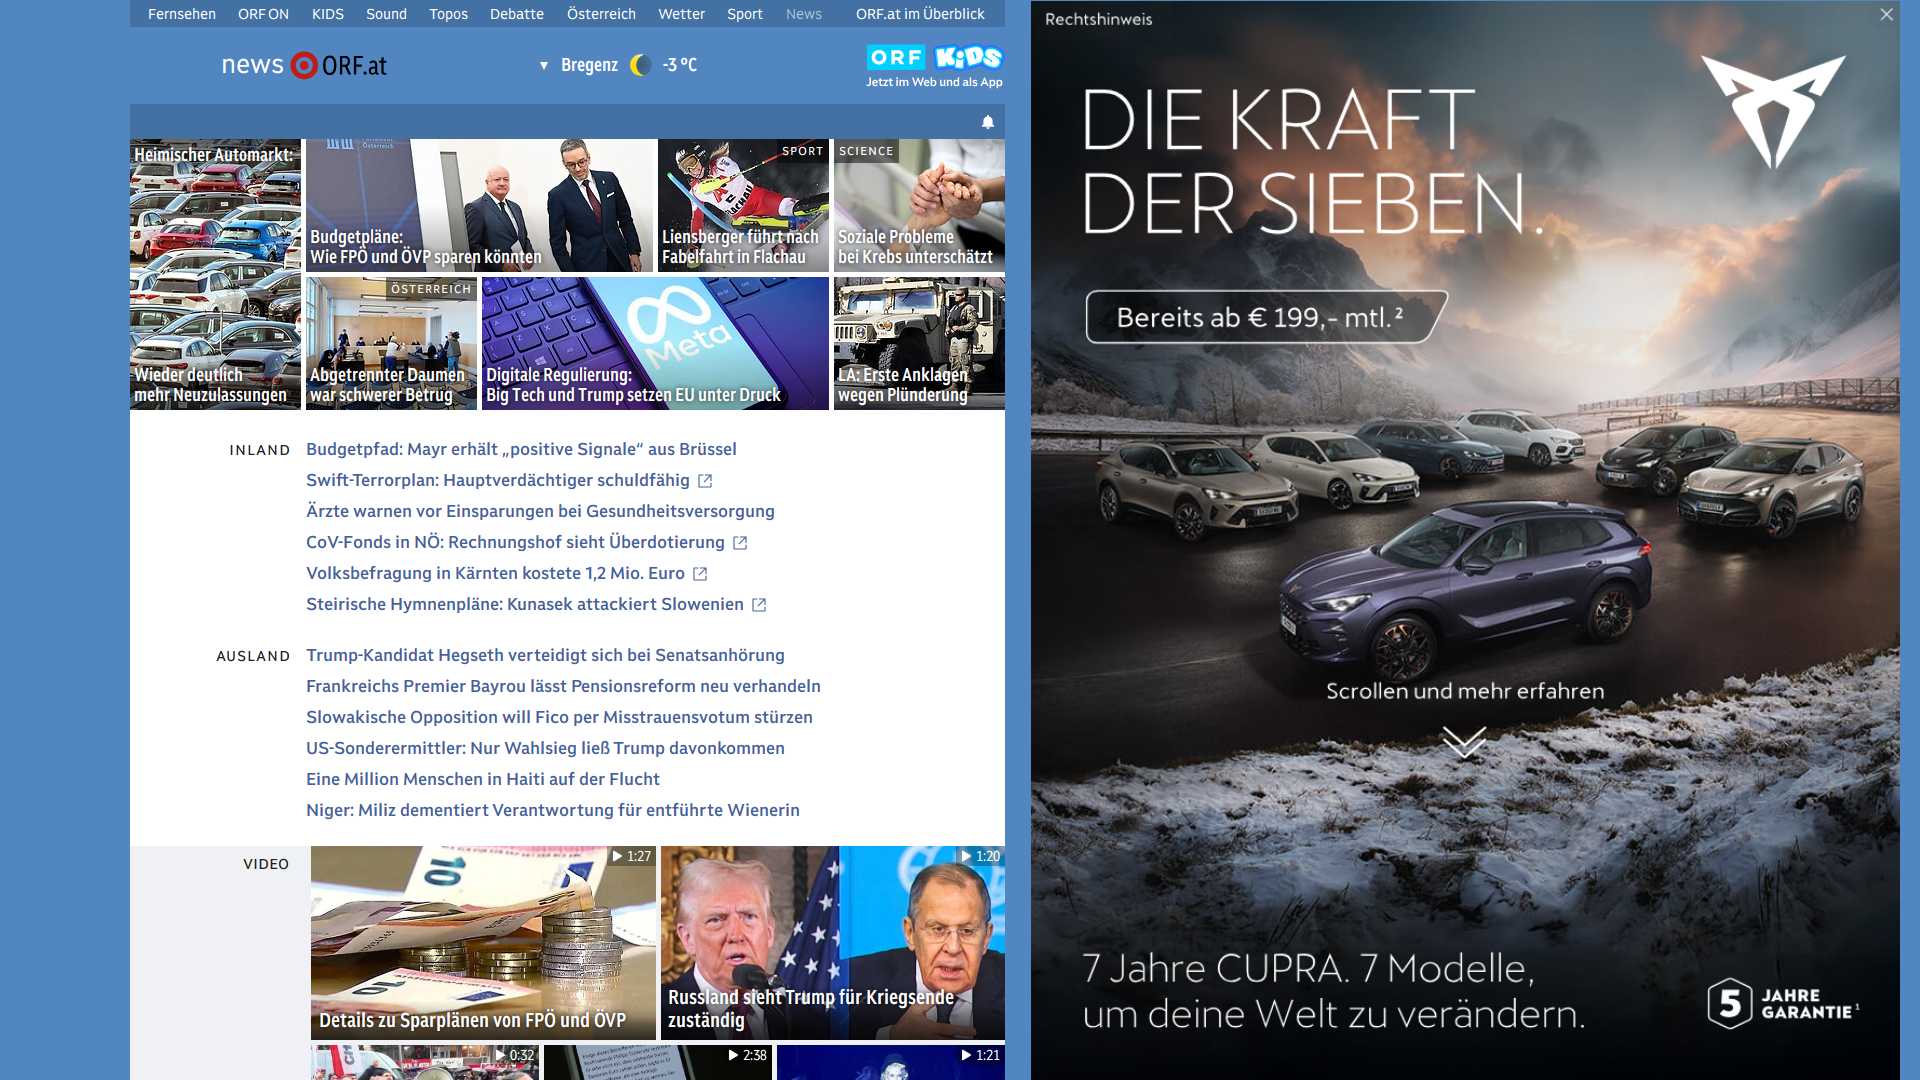 Fernsehen ORF ON KIDS Sound Topos Debatte Österreich Wetter Sport News ORF.at im Überblick
news ORF.at
Bregenz -3 °C
ORF KiDS
Jetzt im Web und als App
Heimischer Automarkt:
Wieder deutlich
mehr Neuzulassungen
Budgetpläne:
Wie FPÖ und ÖVP sparen könnten
SPORT
Liensberger führt nach
Fabelfahrt in Flachau
SCIENCE
Soziale Probleme
bei Krebs unterschätzt
ÖSTERREICH
Abgetrennter Daumen
war schwerer Betrug
Meta
Digitale Regulierung:
Big Tech und Trump setzen EU unter Druck
LA: Erste Anklagen
wegen Plünderung
INLAND
Budgetpfad: Mayr erhält „positive Signale“ aus Brüssel
Swift-Terrorplan: Hauptverdächtiger schuldfähig
Ärzte warnen vor Einsparungen bei Gesundheitsversorgung
CoV-Fonds in NÖ: Rechnungshof sieht Überdotierung
Volksbefragung in Kärnten kostete 1,2 Mio. Euro
Steirische Hymnenpläne: Kunasek attackiert Slowenien
AUSLAND
Trump-Kandidat Hegseth verteidigt sich bei Senatsanhörung
Frankreichs Premier Bayrou lässt Pensionsreform neu verhandeln
Slowakische Opposition will Fico per Misstrauensvotum stürzen
US-Sonderermittler: Nur Wahlsieg ließ Trump davonkommen
Eine Million Menschen in Haiti auf der Flucht
Niger: Miliz dementiert Verantwortung für entführte Wienerin
VIDEO
1:27
Details zu Sparplänen von FPÖ und ÖVP
1:20
Russland sieht Trump für Kriegsende
zuständig
0:32
2:38
1:21
Rechtshinweis
DIE KRAFT
DER SIEBEN.
Bereits ab € 199,- mtl.²
Scrollen und mehr erfahren
7 Jahre CUPRA. 7 Modelle,
um deine Welt zu verändern.
5 JAHRE
GARANTIE¹